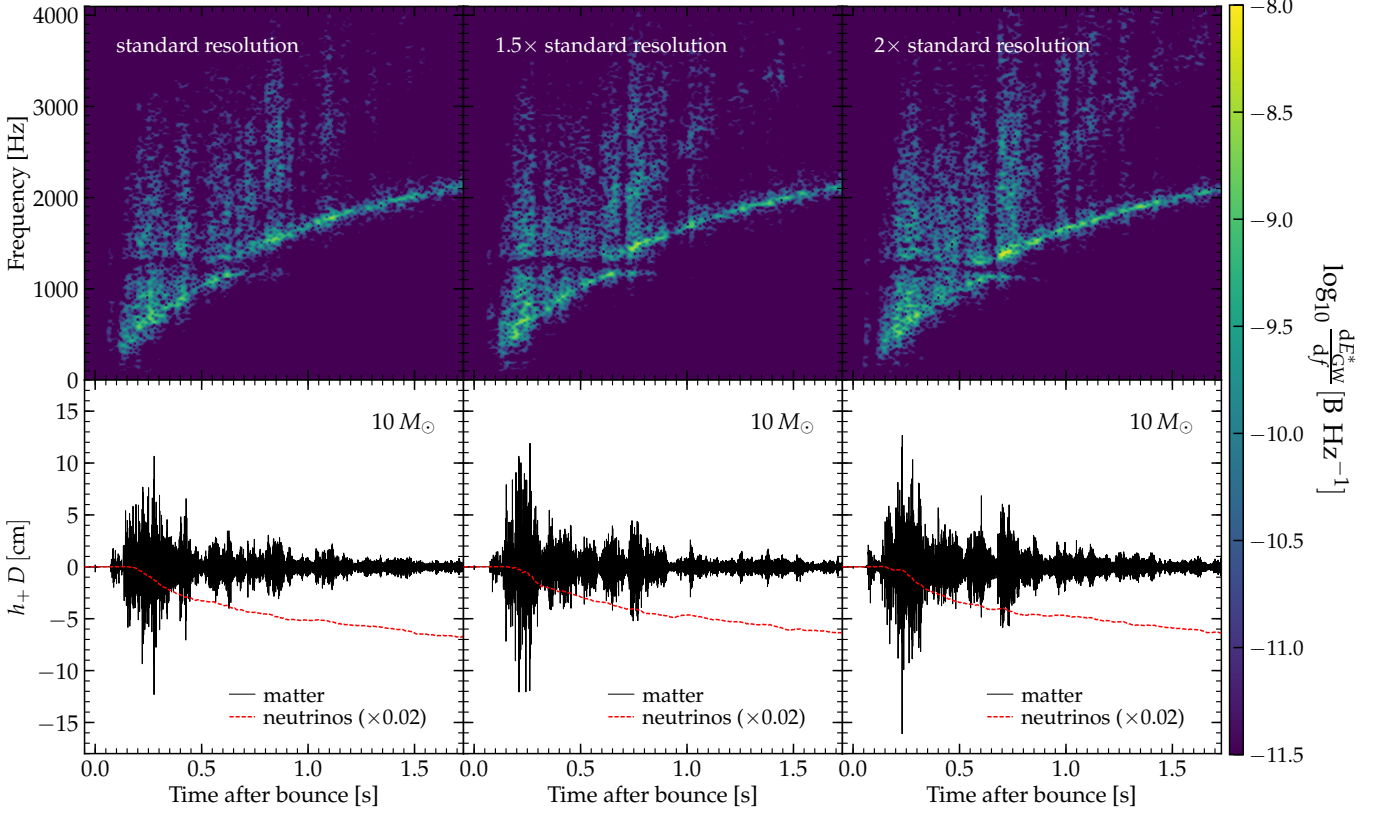 standard resolution
1.5× standard resolution
2× standard resolution
Frequency [Hz]
4000
3000
2000
1000
0
−8.0
−8.5
−9.0
−9.5
−10.0
−10.5
−11.0
−11.5
log₁₀ dE*_GW/df [B Hz⁻¹]
10 M☉
10 M☉
10 M☉
h₊ D [cm]
15
10
5
0
−5
−10
−15
matter
neutrinos (×0.02)
matter
neutrinos (×0.02)
matter
neutrinos (×0.02)
0.0 0.5 1.0 1.5
0.0 0.5 1.0 1.5
0.0 0.5 1.0 1.5
Time after bounce [s]
Time after bounce [s]
Time after bounce [s]